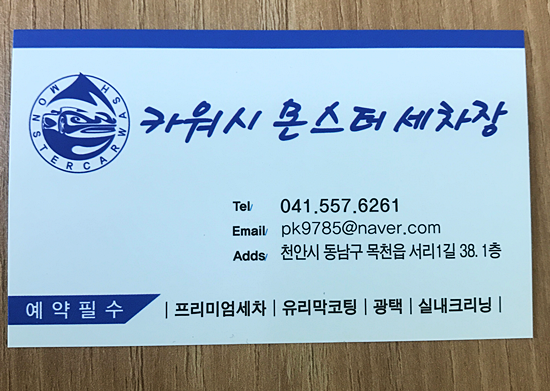 MONSTERCARWASH
카워시 몬스터 세차장
Tel/ 041.557.6261
Email/ pk9785@naver.com
Adds/ 천안시 동남구 목천읍 서리1길 38. 1층
예약필수 | 프리미엄세차 | 유리막코팅 | 광택 | 실내크리닝 |